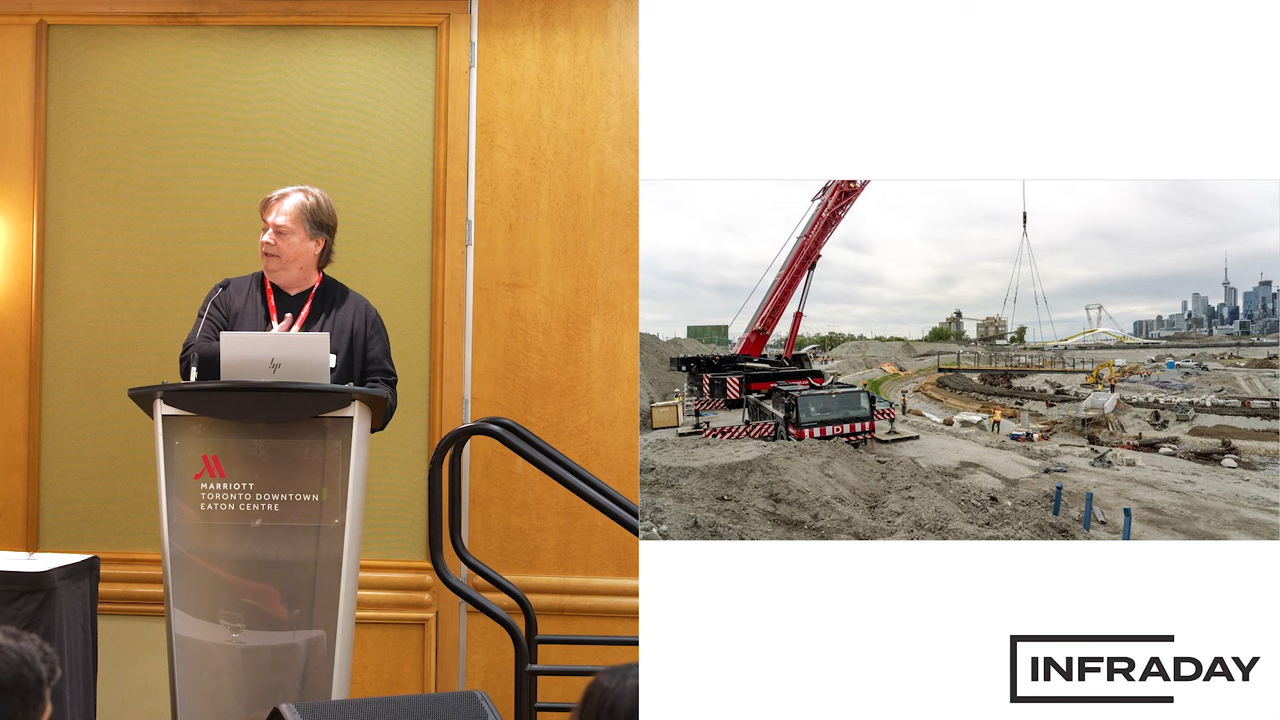 hp
MARRIOTT
TORONTO DOWNTOWN
EATON CENTRE
D
INFRADAY